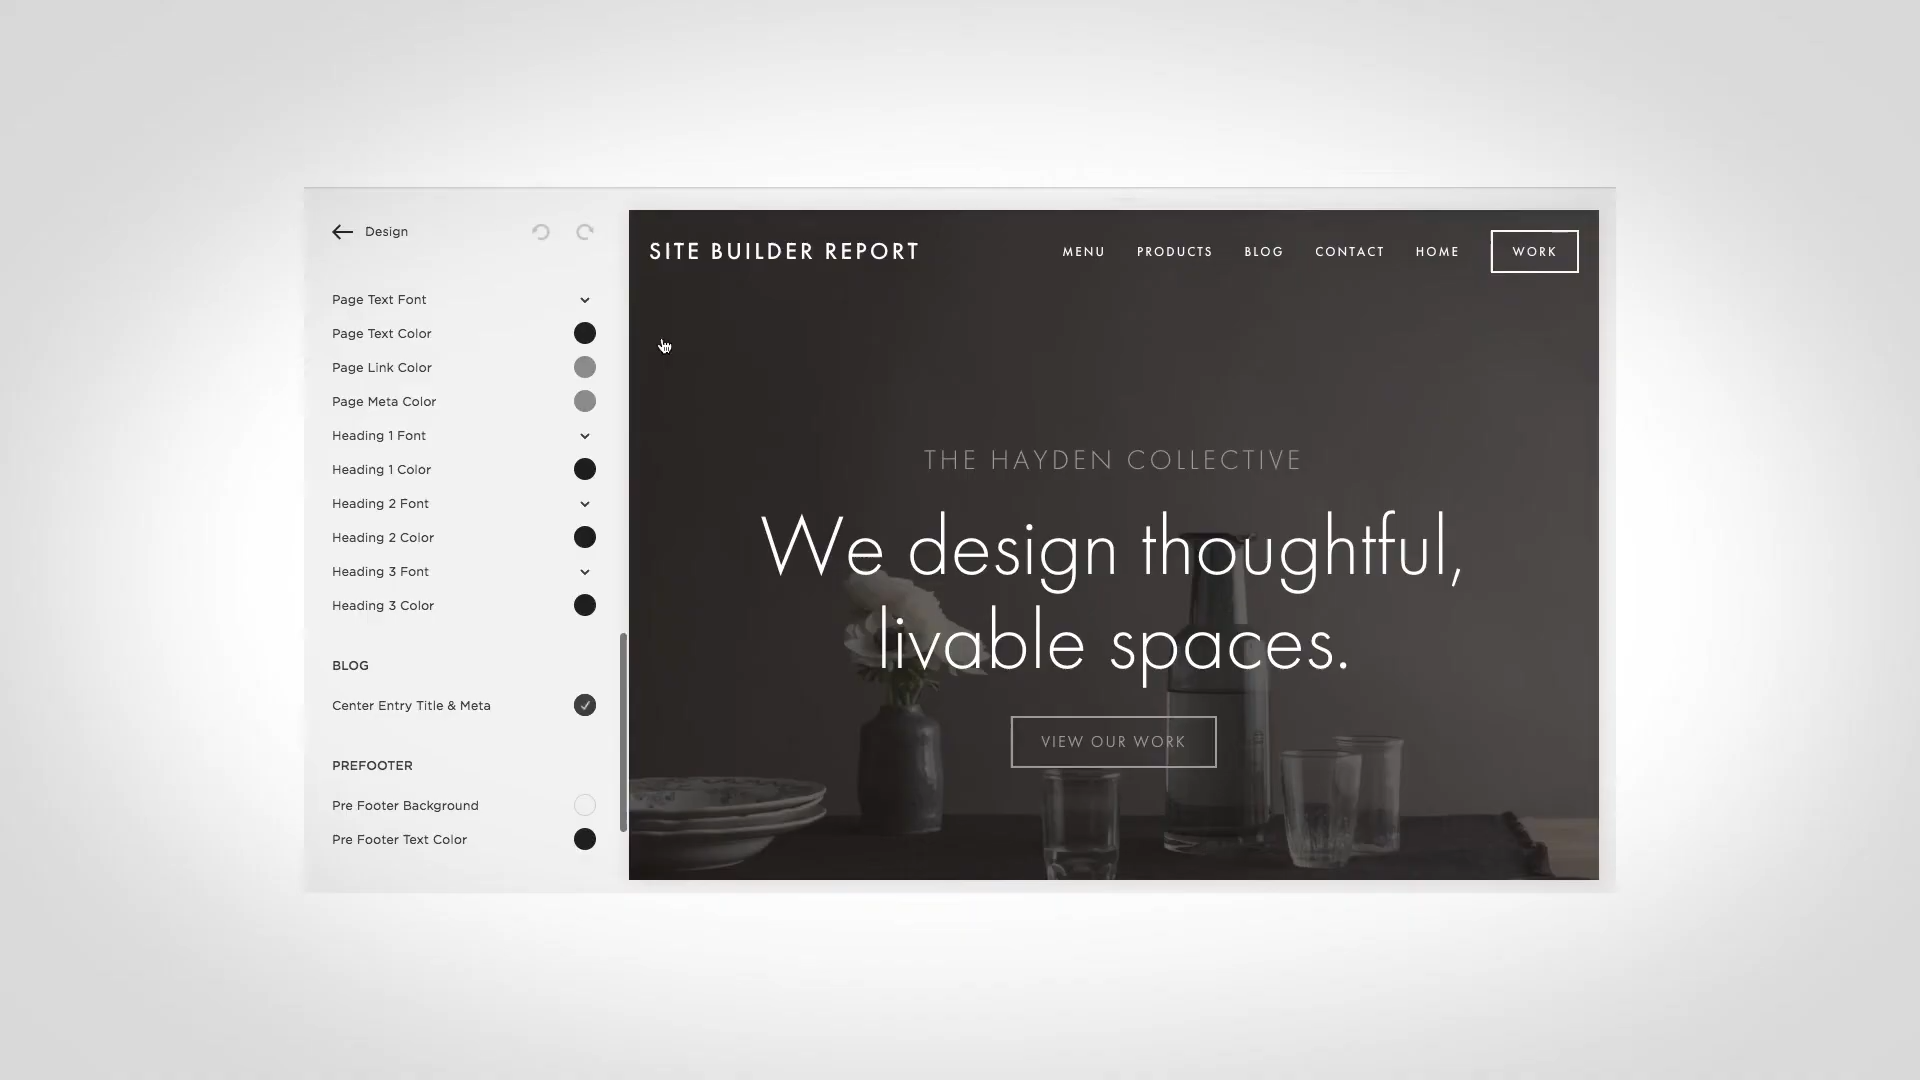 Design
Page Text Font
Page Text Color
Page Link Color
Page Meta Color
Heading 1 Font
Heading 1 Color
Heading 2 Font
Heading 2 Color
Heading 3 Font
Heading 3 Color
BLOG
Center Entry Title & Meta
PREFOOTER
Pre Footer Background
Pre Footer Text Color
SITE BUILDER REPORT
MENU PRODUCTS BLOG CONTACT HOME WORK
THE HAYDEN COLLECTIVE
We design thoughtful,
livable spaces.
VIEW OUR WORK